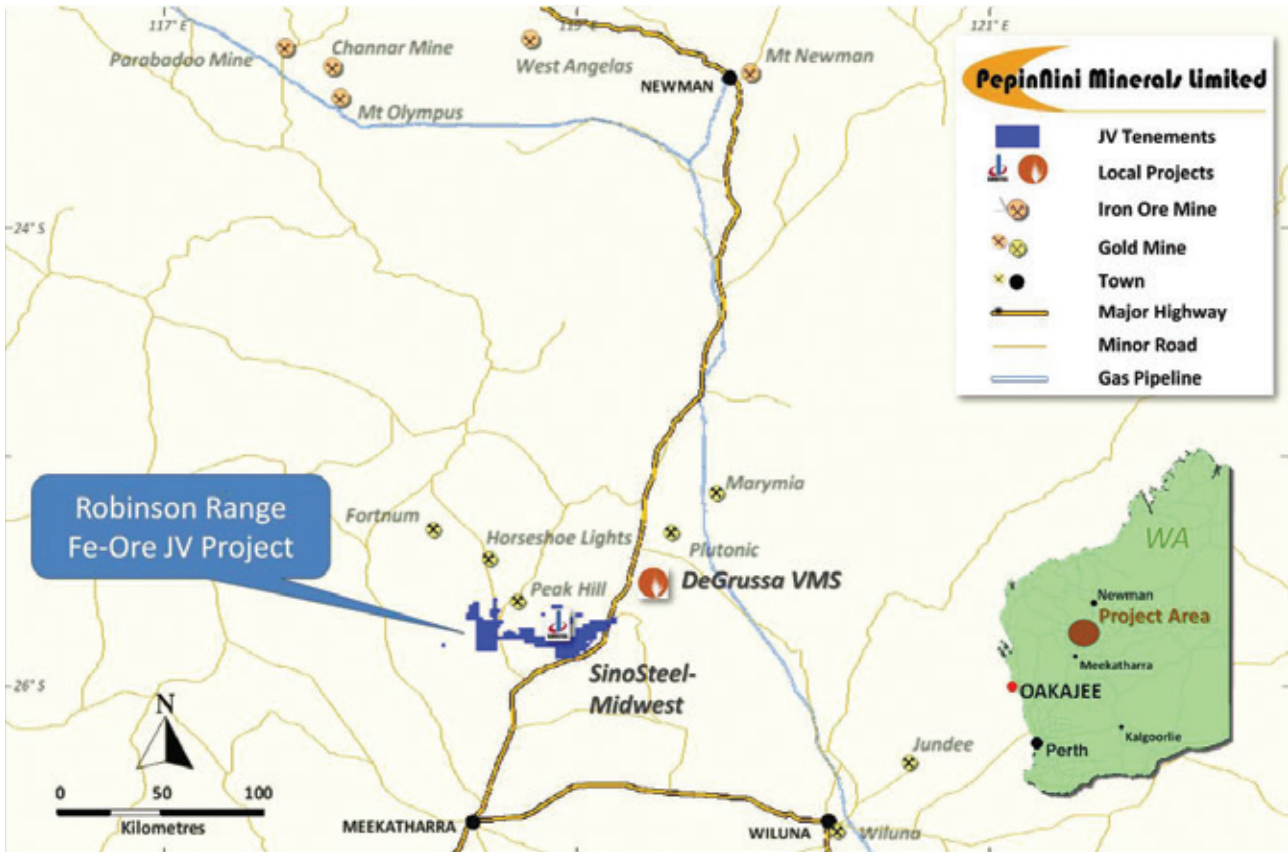 117° E
119° E
121° E
Parabadoo Mine
Channar Mine
West Angelas
Mt Newman
NEWMAN
Mt Olympus
PepinNini Minerals Limited
JV Tenements
Local Projects
Iron Ore Mine
Gold Mine
Town
Major Highway
Minor Road
Gas Pipeline
24° S
Robinson Range
Fe-Ore JV Project
Fortnum
Horseshoe Lights
Peak Hill
Marymia
Plutonic
DeGrussa VMS
SinoSteel-
Midwest
26° S
N
0 50 100
Kilometres
MEEKATHARRA
WILUNA
Wiluna
Jundee
WA
Newman
Project Area
Meekatharra
OAKAJEE
Kalgoorlie
Perth